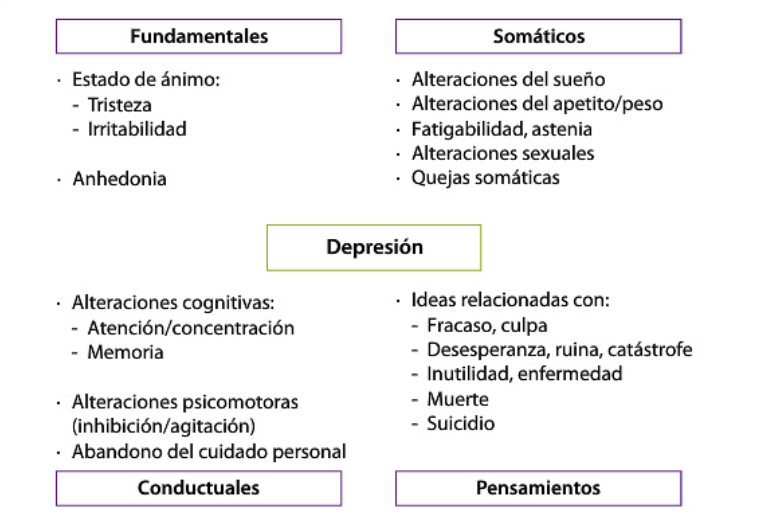 Fundamentales
· Estado de ánimo:
- Tristeza
- Irritabilidad
· Anhedonia
Somáticos
· Alteraciones del sueño
· Alteraciones del apetito/peso
· Fatigabilidad, astenia
· Alteraciones sexuales
· Quejas somáticas
Depresión
· Alteraciones cognitivas:
- Atención/concentración
- Memoria
· Alteraciones psicomotoras
(inhibición/agitación)
· Abandono del cuidado personal
Conductuales
· Ideas relacionadas con:
- Fracaso, culpa
- Desesperanza, ruina, catástrofe
- Inutilidad, enfermedad
- Muerte
- Suicidio
Pensamientos